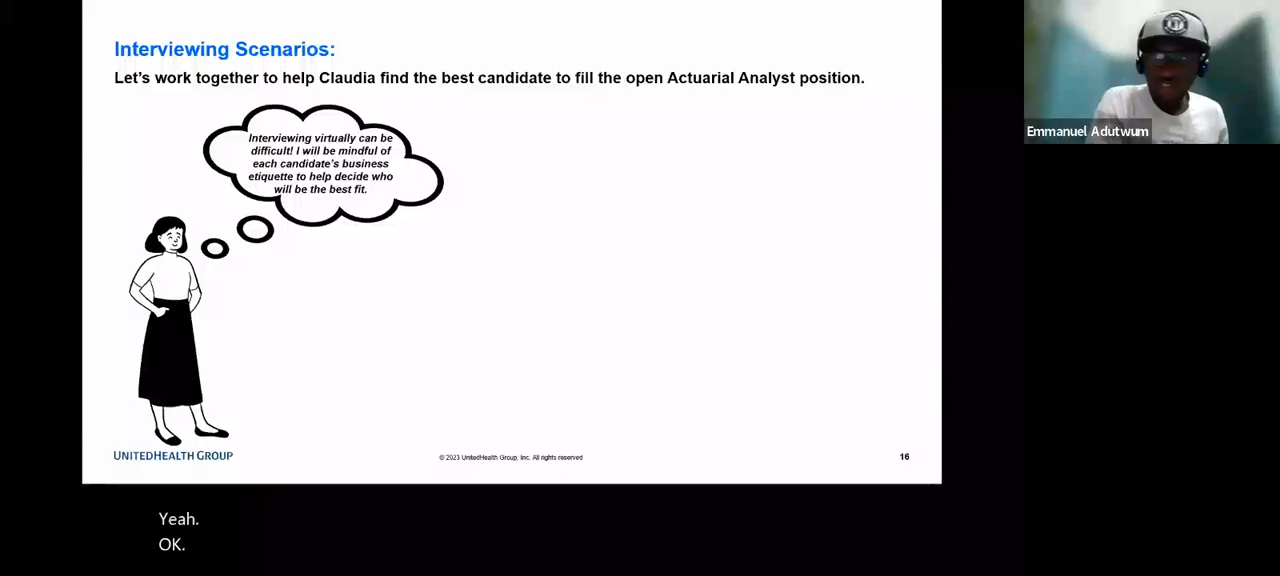 Interviewing Scenarios:
Let's work together to help Claudia find the best candidate to fill the open Actuarial Analyst position.
Interviewing virtually can be
difficult! I will be mindful of
each candidate's business
etiquette to help decide who
will be the best fit.
Emmanuel Adutwum
UNITEDHEALTH GROUP
© 2023 UnitedHealth Group, Inc. All rights reserved
16
Yeah.
OK.